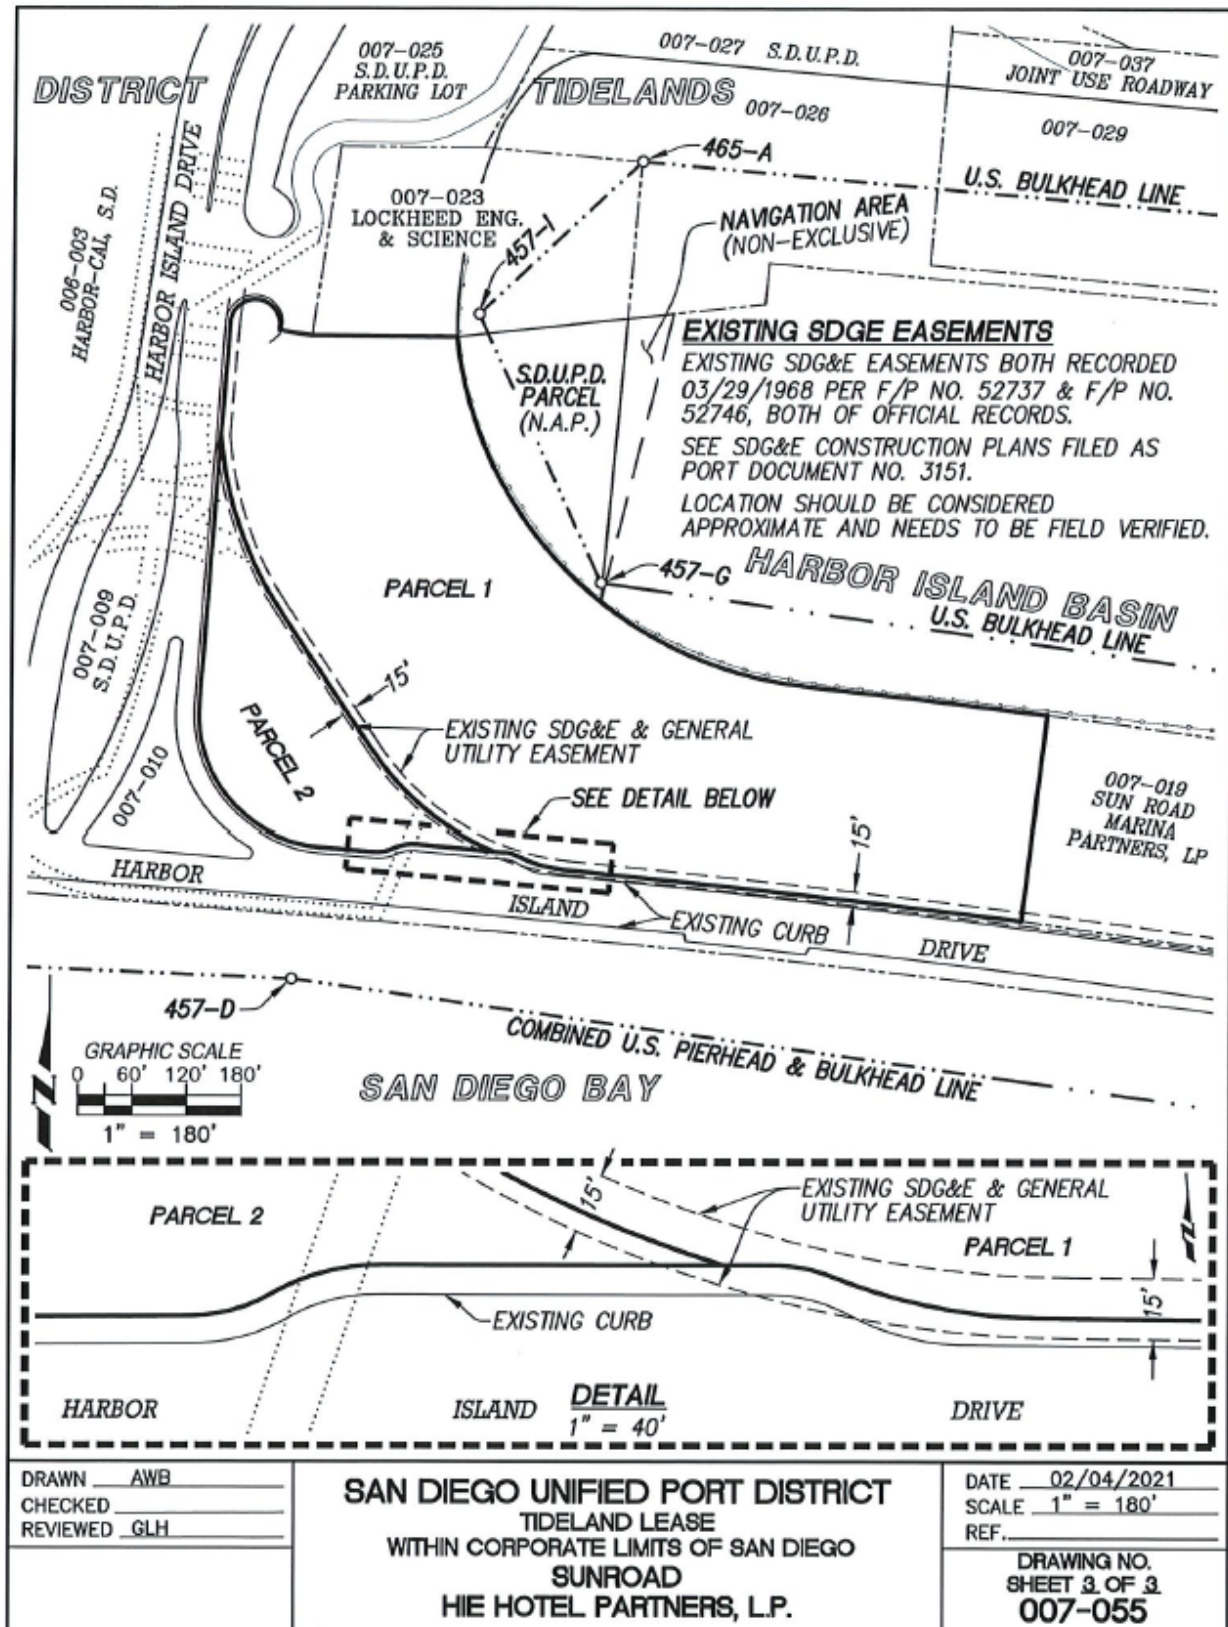 007-025
S.D.U.P.D.
PARKING LOT
007-027 S.D.U.P.D.
007-037
JOINT USE ROADWAY
DISTRICT
TIDELANDS
007-026
007-029
HARBOR ISLAND DRIVE
465-A
U.S. BULKHEAD LINE
006-003
HARBOR-CAL, S.D.
007-023
LOCKHEED ENG.
& SCIENCE
457-I
NAVIGATION AREA
(NON-EXCLUSIVE)
EXISTING SDGE EASEMENTS
EXISTING SDG&E EASEMENTS BOTH RECORDED
03/29/1968 PER F/P NO. 52737 & F/P NO.
52746, BOTH OF OFFICIAL RECORDS.
SEE SDG&E CONSTRUCTION PLANS FILED AS
PORT DOCUMENT NO. 3151.
LOCATION SHOULD BE CONSIDERED
APPROXIMATE AND NEEDS TO BE FIELD VERIFIED.
S.D.U.P.D.
PARCEL
(N.A.P.)
457-G
HARBOR ISLAND BASIN
U.S. BULKHEAD LINE
PARCEL 1
007-009
S.D.U.P.D.
15'
PARCEL 2
EXISTING SDG&E & GENERAL
UTILITY EASEMENT
007-010
SEE DETAIL BELOW
15'
007-019
SUN ROAD
MARINA
PARTNERS, LP
HARBOR
ISLAND
EXISTING CURB
DRIVE
457-D
COMBINED U.S. PIERHEAD & BULKHEAD LINE
GRAPHIC SCALE
0 60' 120' 180'
1" = 180'
N
SAN DIEGO BAY
PARCEL 2
15'
EXISTING SDG&E & GENERAL
UTILITY EASEMENT
PARCEL 1
N
15'
EXISTING CURB
HARBOR
ISLAND
DETAIL
1" = 40'
DRIVE
DRAWN AWB
CHECKED
REVIEWED GLH
SAN DIEGO UNIFIED PORT DISTRICT
TIDELAND LEASE
WITHIN CORPORATE LIMITS OF SAN DIEGO
SUNROAD
HIE HOTEL PARTNERS, L.P.
DATE 02/04/2021
SCALE 1" = 180'
REF.
DRAWING NO.
SHEET 3 OF 3
007-055